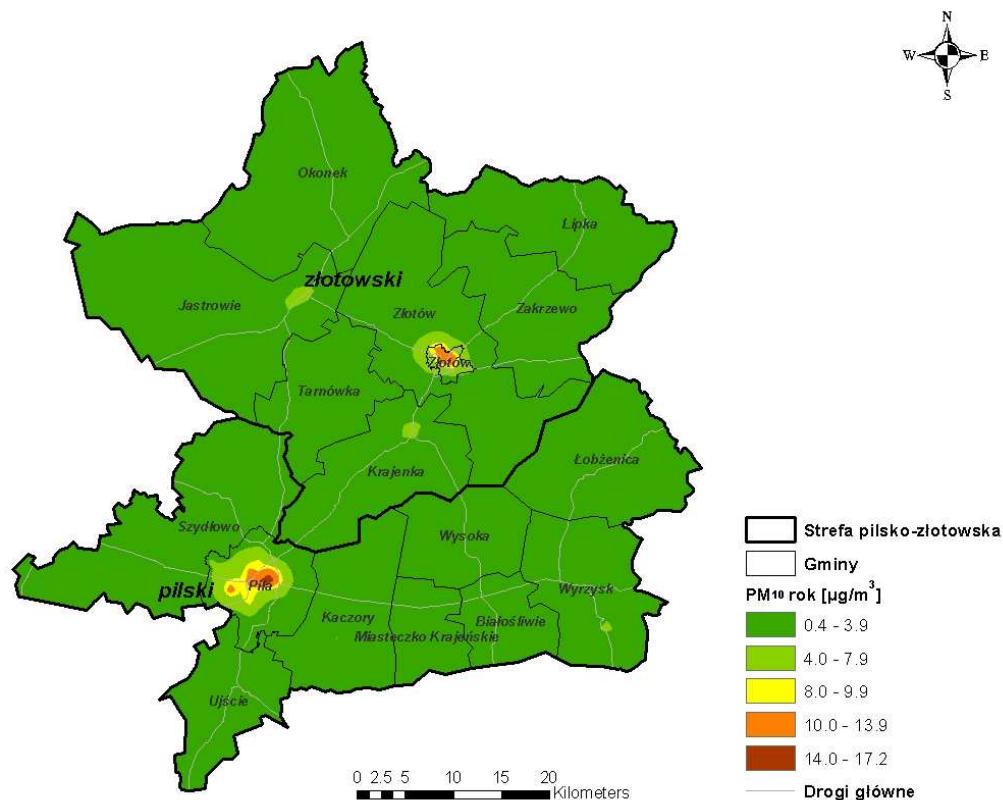 N
W E
S
Okonek
Lipka
złotowski
Jastrowie
Złotów
Zakrzewo
Złotów
Tarnówka
Krajenka
Łobżenica
Szydłowo
Wysoka
pilski
Piła
Wyrzysk
Kaczory
Miasteczko Krajeńskie
Białośliwie
Ujście
Strefa pilsko-złotowska
Gminy
PM10 rok [µg/m³]
0.4 - 3.9
4.0 - 7.9
8.0 - 9.9
10.0 - 13.9
14.0 - 17.2
Drogi główne
0 2.5 5 10 15 20
Kilometers